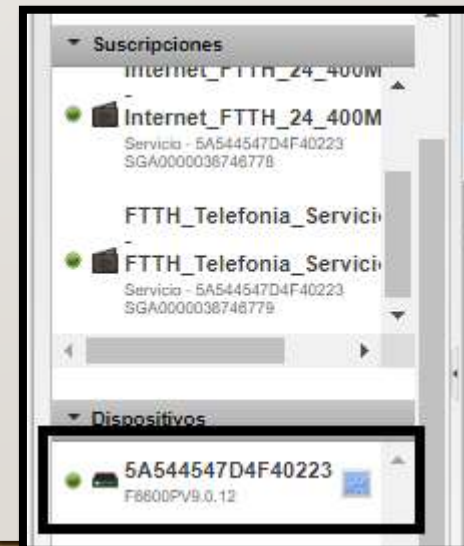 Suscripciones
Internet_FTTH_24_400M
-
Internet_FTTH_24_400M
Servicio - 5A544547D4F40223
SGA0000038746778
FTTH_Telefonia_Servici
-
FTTH_Telefonia_Servici
Servicio - 5A544547D4F40223
SGA0000038746779
Dispositivos
5A544547D4F40223
F6600PV9.0.12